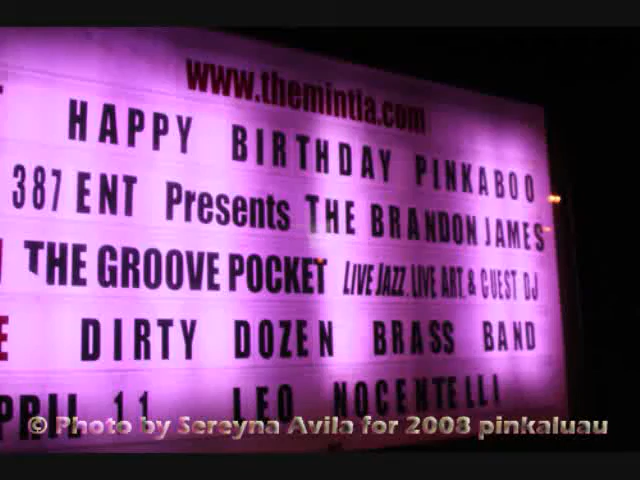 www.themintla.com
HAPPY BIRTHDAY PINKABOO
387 ENT Presents THE BRANDON JAMES
THE GROOVE POCKET LIVE JAZZ, LIVE ART, & GUEST DJ
DIRTY DOZEN BRASS BAND
APRIL 11 LEO NOCENTELLI
© Photo by Sereyna Avila for 2008 pinkaluau